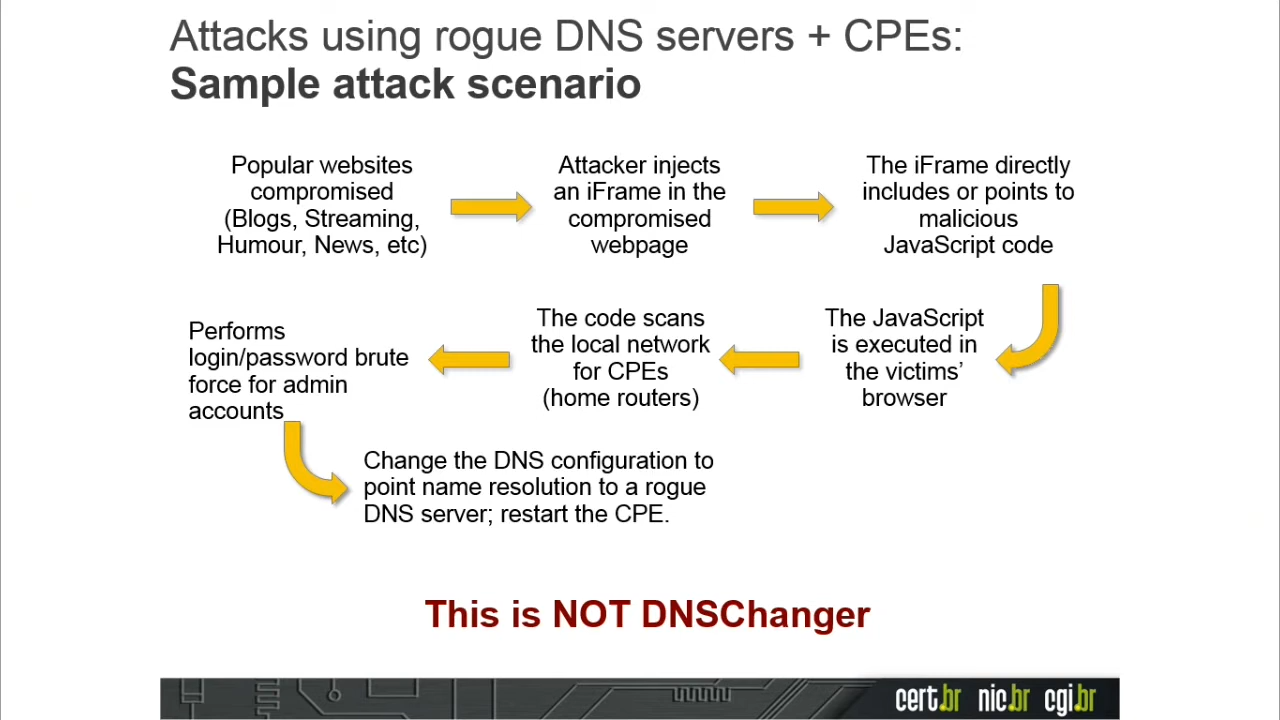 Attacks using rogue DNS servers + CPEs:
Sample attack scenario
Popular websites
compromised
(Blogs, Streaming,
Humour, News, etc)
Attacker injects
an iFrame in the
compromised
webpage
The iFrame directly
includes or points to
malicious
JavaScript code
The JavaScript
is executed in
the victims’
browser
The code scans
the local network
for CPEs
(home routers)
Performs
login/password brute
force for admin
accounts
Change the DNS configuration to
point name resolution to a rogue
DNS server; restart the CPE.
This is NOT DNSChanger
cert.br nic.br cgi.br